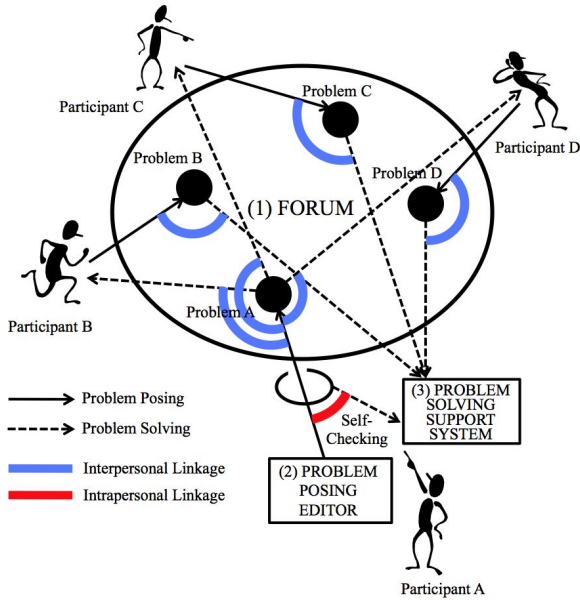 Participant C
Problem C
Participant D
Problem B
Problem D
(1) FORUM
Problem A
Participant B
Problem Posing
Problem Solving
Interpersonal Linkage
Intrapersonal Linkage
Self-
Checking
(2) PROBLEM
POSING
EDITOR
(3) PROBLEM
SOLVING
SUPPORT
SYSTEM
Participant A